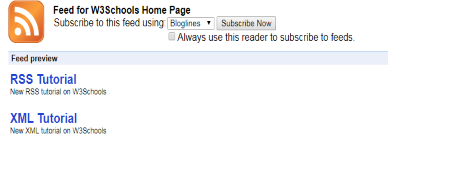 Feed for W3Schools Home Page
Subscribe to this feed using: Bloglines Subscribe Now
Always use this reader to subscribe to feeds.
Feed preview
RSS Tutorial
New RSS tutorial on W3Schools
XML Tutorial
New XML tutorial on W3Schools